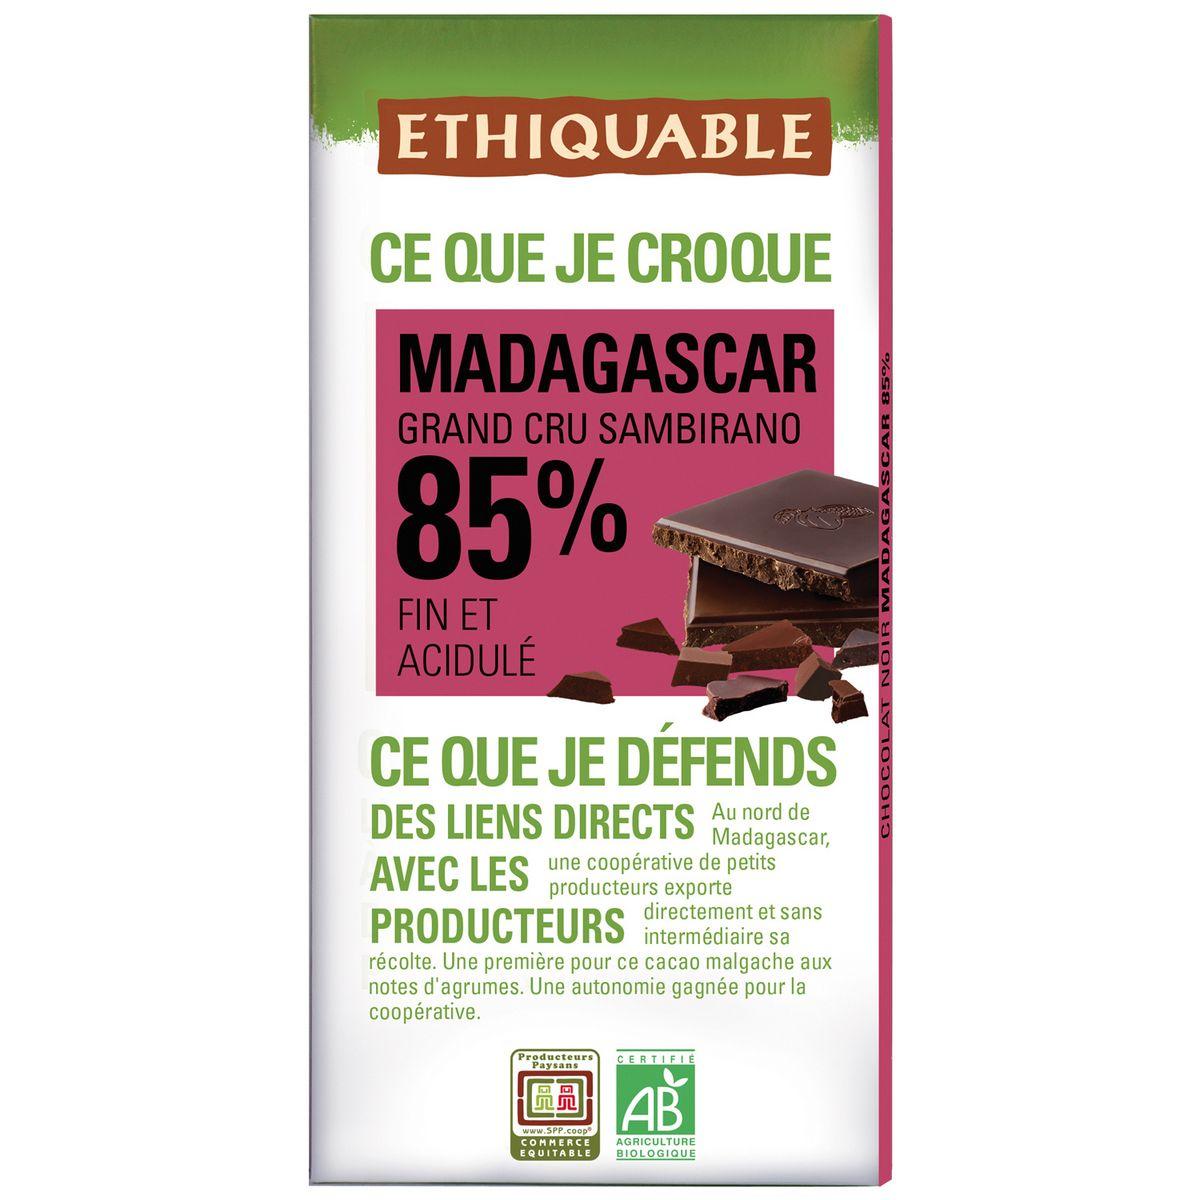 ETHIQUABLE
CE QUE JE CROQUE
MADAGASCAR
GRAND CRU SAMBIRANO
85%
FIN ET
ACIDULÉ
CHOCOLAT NOIR MADAGASCAR 85%
CE QUE JE DÉFENDS
DES LIENS DIRECTS
AVEC LES
PRODUCTEURS
Au nord de
Madagascar,
une coopérative de petits
producteurs exporte
directement et sans
intermédiaire sa
récolte. Une première pour ce cacao malgache aux
notes d'agrumes. Une autonomie gagnée pour la
coopérative.
Producteurs
Paysans
www.SPP.coop®
COMMERCE
EQUITABLE
CERTIFIÉ
AB
AGRICULTURE
BIOLOGIQUE